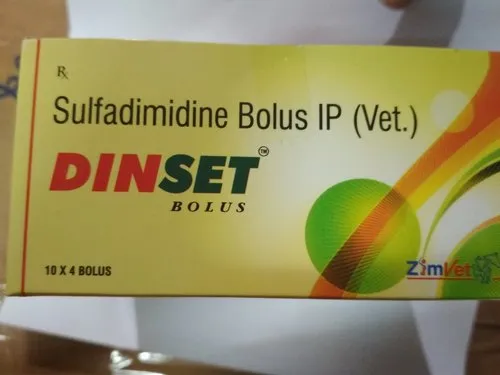 Rx
Sulfadimidine Bolus IP (Vet.)
DINSET™
BOLUS
10 X 4 BOLUS
ZimVet